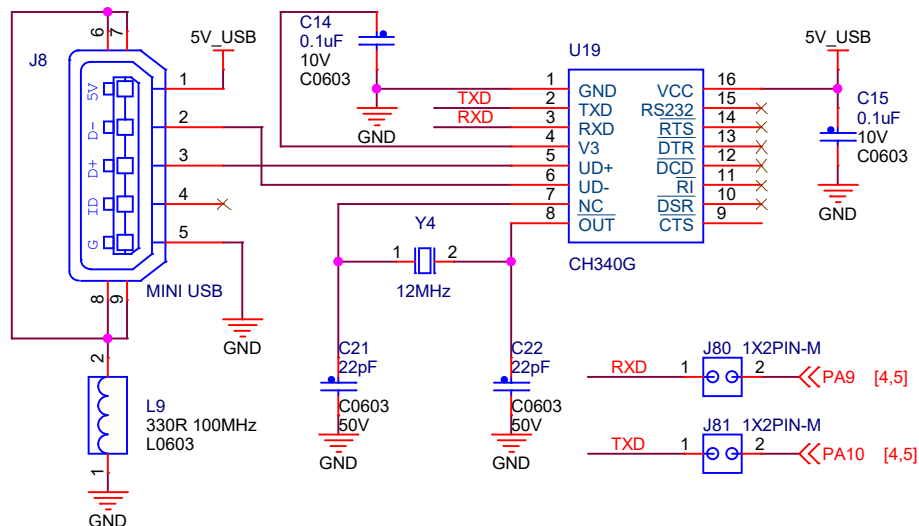 6
7
J8
1
2
3
4
5
5V
D-
D+
ID
G
8
9
MINI USB
5V_USB
2
L9
330R 100MHz
L0603
1
GND
GND
C14
0.1uF
10V
C0603
GND
TXD
RXD
U19
1
2
3
4
5
6
7
8
GND
TXD
RXD
V3
UD+
UD-
NC
OUT
VCC
RS232
RTS
DTR
DCD
RI
DSR
CTS
16
15
14
13
12
11
10
9
CH340G
5V_USB
C15
0.1uF
10V
C0603
GND
Y4
1
2
12MHz
C21
22pF
C0603
50V
GND
C22
22pF
C0603
50V
GND
J80 1X2PIN-M
RXD 1 2 PA9 [4,5]
J81 1X2PIN-M
TXD 1 2 PA10 [4,5]